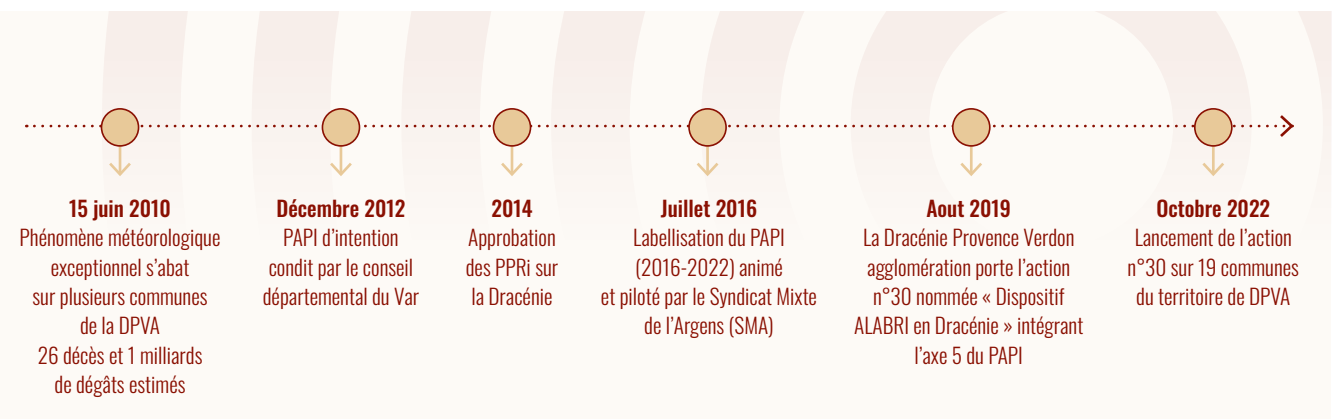 15 juin 2010
Phénomène météorologique
exceptionnel s’abat
sur plusieurs communes
de la DPVA
26 décès et 1 milliards
de dégâts estimés
Décembre 2012
PAPI d’intention
condit par le conseil
départemental du Var
2014
Approbation
des PPRi sur
la Dracénie
Juillet 2016
Labellisation du PAPI
(2016-2022) animé
et piloté par le Syndicat Mixte
de l’Argens (SMA)
Aout 2019
La Dracénie Provence Verdon
agglomération porte l’action
n°30 nommée « Dispositif
ALABRI en Dracénie » intégrant
l’axe 5 du PAPI
Octobre 2022
Lancement de l’action
n°30 sur 19 communes
du territoire de DPVA